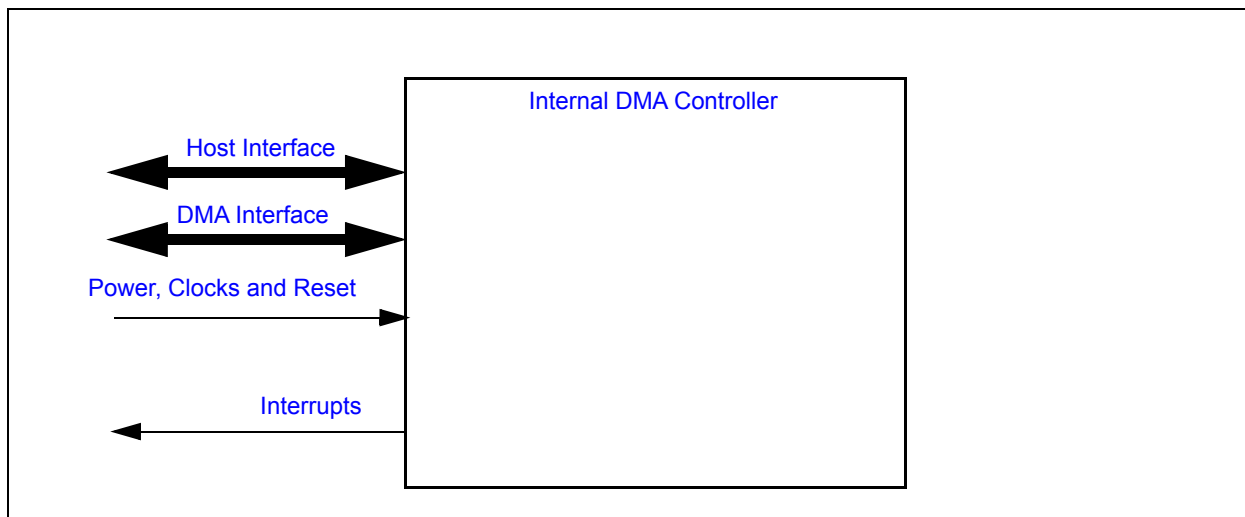 Internal DMA Controller
Host Interface
DMA Interface
Power, Clocks and Reset
Interrupts